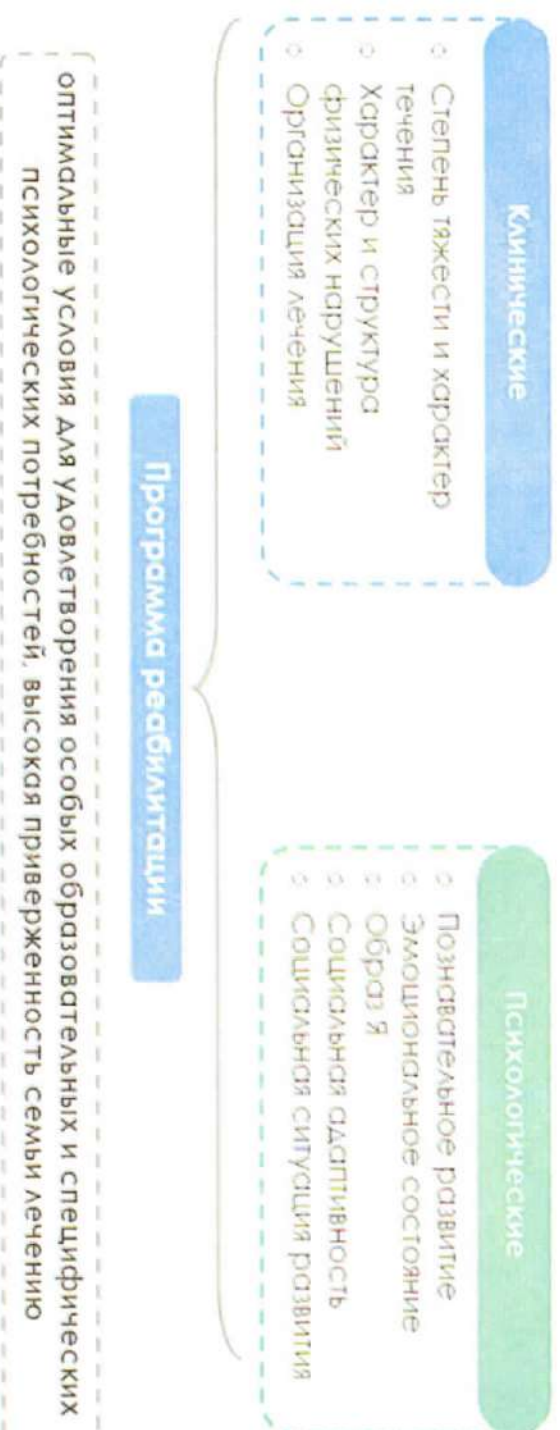 Клинические
Степень тяжести и характер
течения
Характер и структура
физических нарушений
Организация лечения
Психологические
Познавательное развитие
Эмоциональное состояние
Образ Я
Социальная адаптивность
Социальная ситуация развития
Программа реабилитации
оптимальные условия для удовлетворения особых образовательных и специфических
психологических потребностей, высокая приверженность семьи лечению